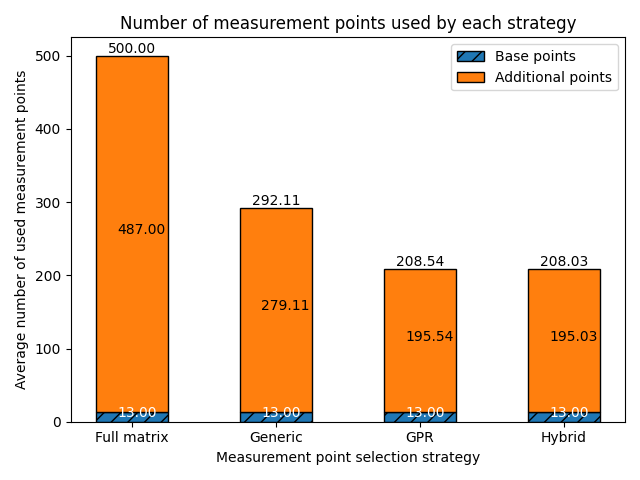 Number of measurement points used by each strategy
Average number of used measurement points
500
400
300
200
100
0
Base points
Additional points
500.00
487.00
13.00
292.11
279.11
13.00
208.54
195.54
13.00
208.03
195.03
13.00
Full matrix
Generic
GPR
Hybrid
Measurement point selection strategy